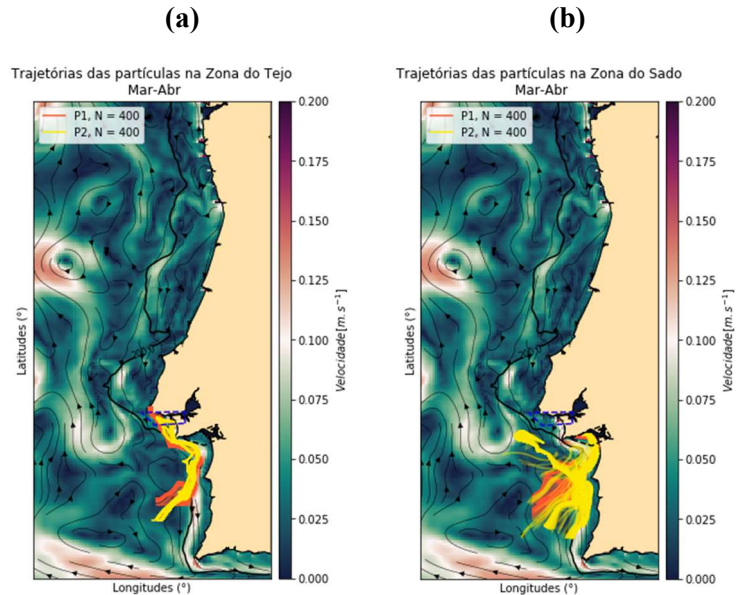 (a)
(b)
Trajetórias das partículas na Zona do Tejo
Mar-Abr
P1, N = 400
P2, N = 400
Latitudes (°)
Longitudes (°)
200
0.200
0.175
0.150
0.125
0.100
0.075
0.050
0.025
0.000
Velocidade[m.s⁻¹]
Trajetórias das partículas na Zona do Sado
Mar-Abr
P1, N = 400
P2, N = 400
Latitudes (°)
Longitudes (°)
200
0.200
0.175
0.150
0.125
0.100
0.075
0.050
0.025
0.000
Velocidade[m.s⁻¹]